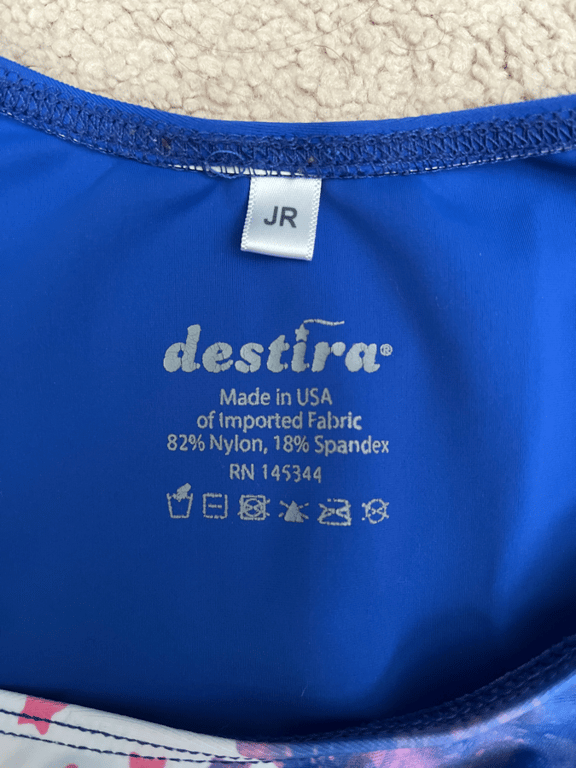 JR
destira®
Made in USA
of Imported Fabric
82% Nylon, 18% Spandex
RN 145344